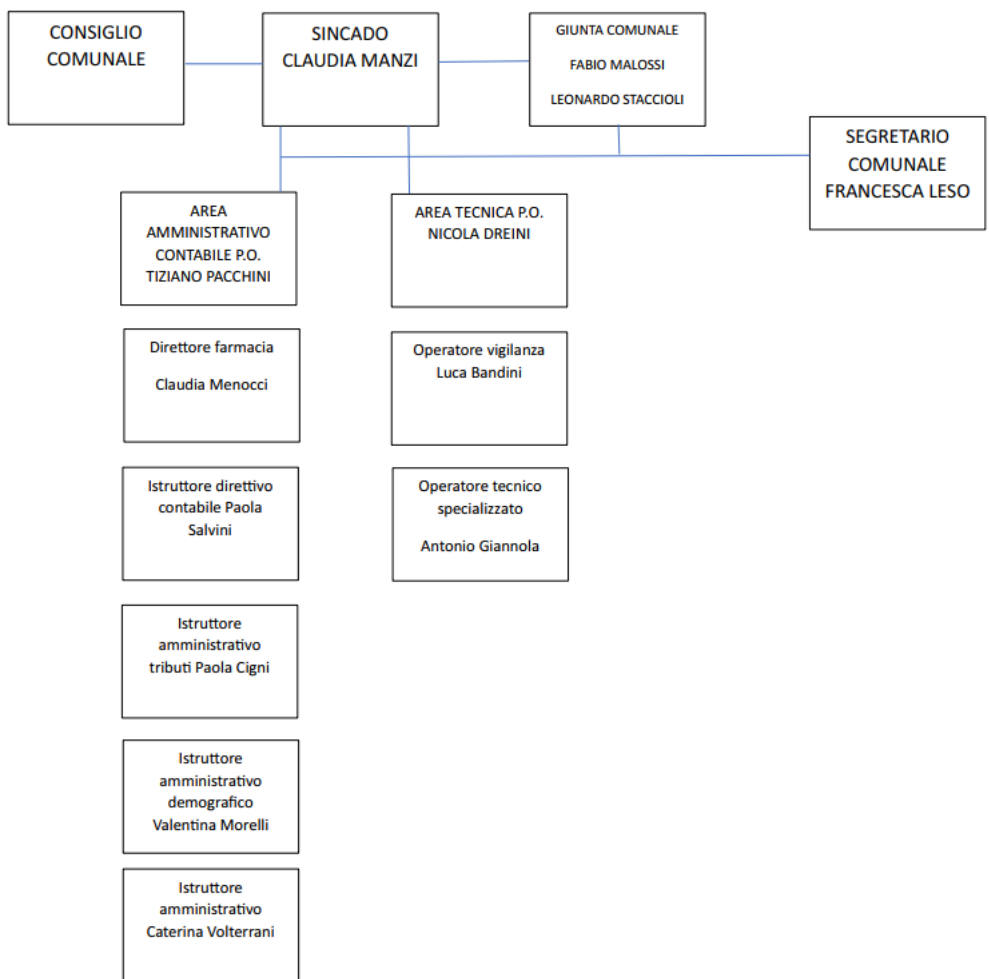 CONSIGLIO
COMUNALE
SINCADO
CLAUDIA MANZI
GIUNTA COMUNALE
FABIO MALOSSI
LEONARDO STACCIOLI
SEGRETARIO
COMUNALE
FRANCESCA LESO
AREA
AMMINISTRATIVO
CONTABILE P.O.
TIZIANO PACCHINI
AREA TECNICA P.O.
NICOLA DREINI
Direttore farmacia
Claudia Menocci
Operatore vigilanza
Luca Bandini
Istruttore direttivo
contabile Paola
Salvini
Operatore tecnico
specializzato
Antonio Giannola
Istruttore
amministrativo
tributi Paola Cigni
Istruttore
amministrativo
demografico
Valentina Morelli
Istruttore
amministrativo
Caterina Volterrani